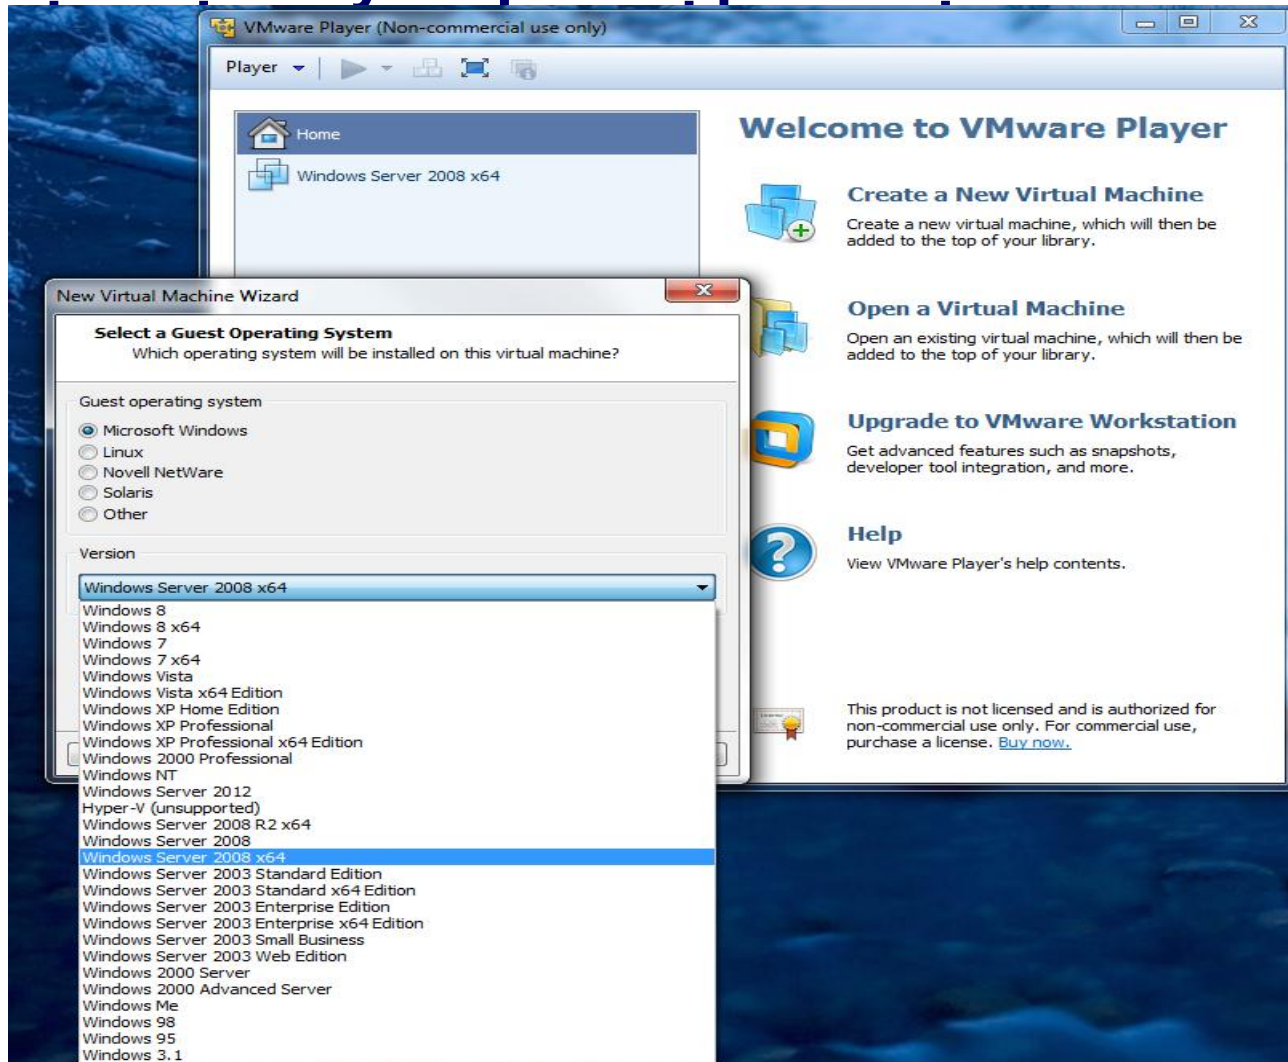 VMware Player (Non-commercial use only)
Player
Home
Windows Server 2008 x64
Welcome to VMware Player
Create a New Virtual Machine
Create a new virtual machine, which will then be
added to the top of your library.
Open a Virtual Machine
Open an existing virtual machine, which will then be
added to the top of your library.
Upgrade to VMware Workstation
Get advanced features such as snapshots,
developer tool integration, and more.
Help
View VMware Player's help contents.
This product is not licensed and is authorized for
non-commercial use only. For commercial use,
purchase a license. Buy now.
New Virtual Machine Wizard
Select a Guest Operating System
Which operating system will be installed on this virtual machine?
Guest operating system
Microsoft Windows
Linux
Novell NetWare
Solaris
Other
Version
Windows Server 2008 x64
Windows 8
Windows 8 x64
Windows 7
Windows 7 x64
Windows Vista
Windows Vista x64 Edition
Windows XP Home Edition
Windows XP Professional
Windows XP Professional x64 Edition
Windows 2000 Professional
Windows NT
Windows Server 2012
Hyper-V (unsupported)
Windows Server 2008 R2 x64
Windows Server 2008
Windows Server 2008 x64
Windows Server 2003 Standard Edition
Windows Server 2003 Standard x64 Edition
Windows Server 2003 Enterprise Edition
Windows Server 2003 Enterprise x64 Edition
Windows Server 2003 Small Business
Windows Server 2003 Web Edition
Windows 2000 Server
Windows 2000 Advanced Server
Windows Me
Windows 98
Windows 95
Windows 3.1